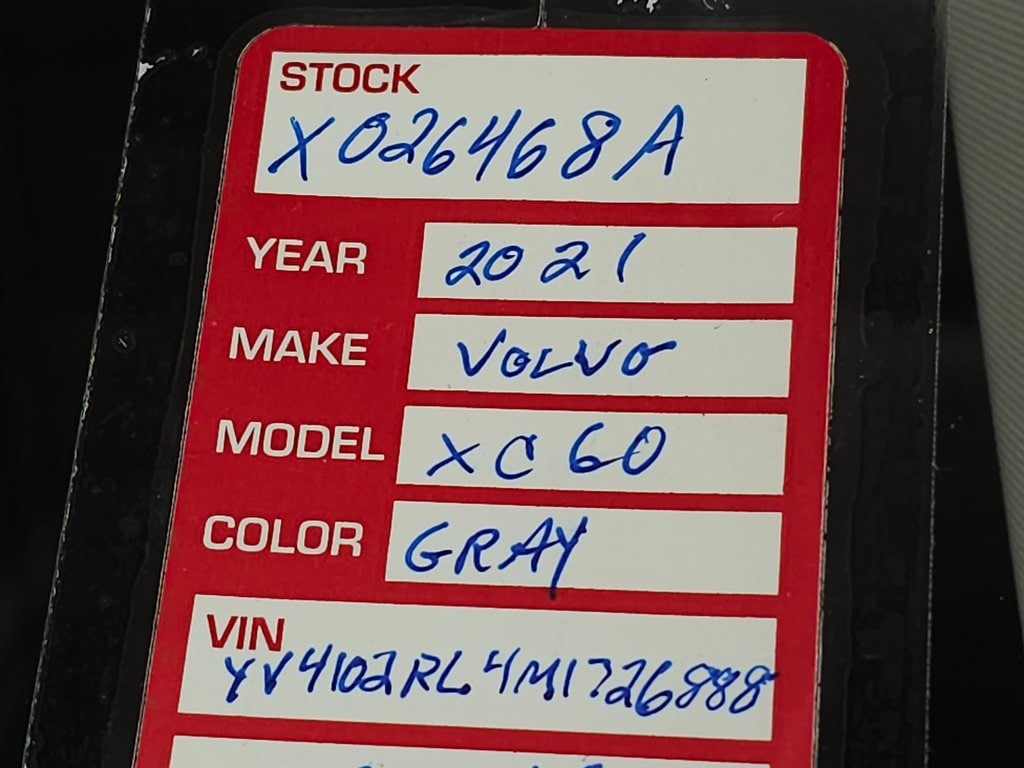 STOCK
X026468A
YEAR 2021
MAKE VOLVO
MODEL XC60
COLOR GRAY
VIN
YV4102RL4M1726888